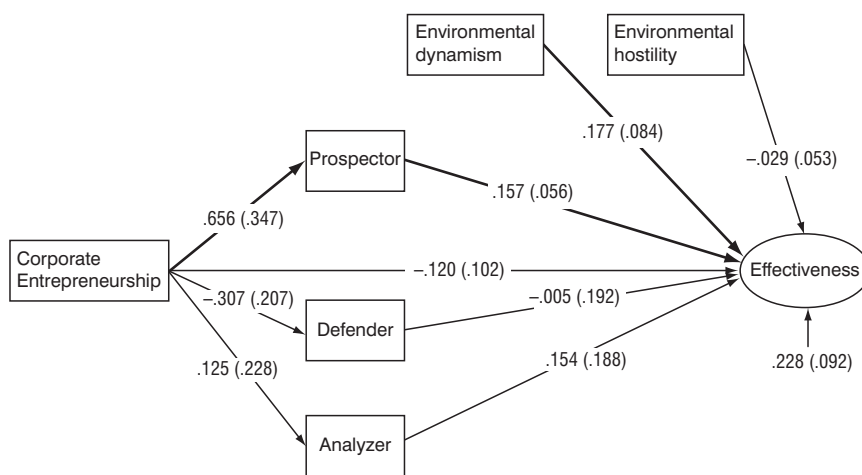 Environmental
dynamism
Environmental
hostility
.177 (.084)
Prospector
–.029 (.053)
.157 (.056)
.656 (.347)
Corporate
Entrepreneurship
–.120 (.102)
Effectiveness
–.307 (.207)
–.005 (.192)
Defender
.125 (.228)
.154 (.188)
.228 (.092)
Analyzer